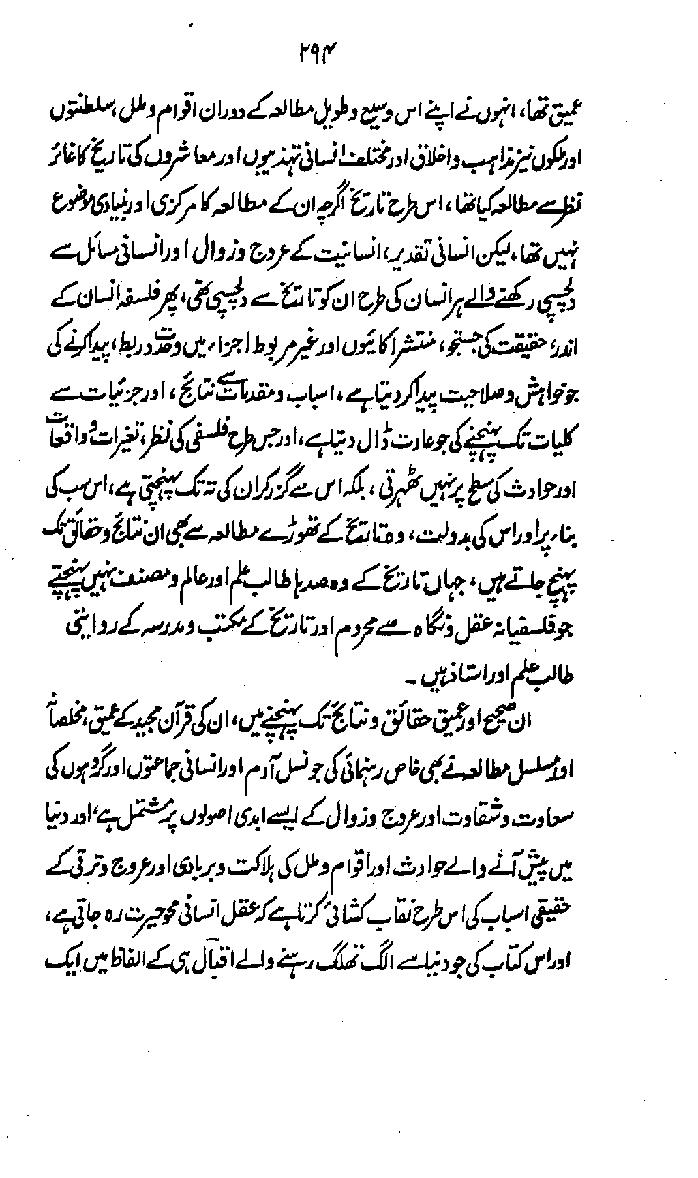 ۲۹۴
عمیق تھا، انہوں نے اپنے اس وسیع و طویل مطالعہ کے دوران اقوام و ملل، سلطنتوں
اور ملکوں نیز مذاہب و اخلاق اور مختلف انسانی تہذیبوں اور معاشروں کی تاریخ کا غائر
نظر سے مطالعہ کیا تھا، اس طرح تاریخ اگرچہ ان کے مطالعہ کا مرکزی اور بنیادی موضوع
نہیں تھا، لیکن انسانی تقدیر، انسانیت کے عروج و زوال اور انسانی مسائل سے
دلچسپی رکھنے والے ہر انسان کی طرح ان کو تاریخ سے دلچسپی تھی، پھر فلسفہ انسان کے
اندر؛ حقیقت کی جستجو، منتشر اکائیوں اور غیر مربوط اجزاء میں وحدت و ربط، پیدا کرنے کی
جو خواہش و صلاحیت پیدا کر دیتا ہے، اسباب و مقدمات سے نتائج، اور جزئیات سے
کلیات تک پہنچنے کی جو عادت ڈال دیتا ہے، اور جس طرح فلسفی کی نظر، تغیرات و واقعات
اور حوادث کی سطح پر نہیں ٹھہرتی، بلکہ اس سے گزر کر ان کی تہ تک پہنچتی ہے، اس سب کی
بناء پر اور اس کی بدولت، وہ تاریخ کے تھوڑے مطالعہ سے بھی ان نتائج و حقائق تک
پہنچ جاتے ہیں، جہاں تاریخ کے وہ صدہا طالب علم اور عالم و مصنف نہیں پہنچتے
جو فلسفیانہ عقل و نگاہ سے محروم اور تاریخ کے مکتب و مدرسہ کے روایتی
طالب علم اور استاذ ہیں۔
ان صحیح اور عمیق حقائق و نتائج تک پہنچنے میں، ان کی قرآن مجید کے عمیق، مخلصانہ
اور مسلسل مطالعہ نے بھی خاص رہنمائی کی جو نسل آدم اور انسانی جماعتوں اور گروہوں کی
سعادت و شقاوت اور عروج و زوال کے ایسے ابدی اصولوں پر مشتمل ہے، اور دنیا
میں پیش آنے والے حوادث اور اقوام و ملل کی ہلاکت و بربادی اور عروج و ترقی کے
حقیقی اسباب کی اس طرح نقاب کشائی کرتا ہے کہ عقل انسانی محو حیرت رہ جاتی ہے،
اور اس کتاب کی جو دنیا سے الگ تھلگ رہنے والے اقبالؔ ہی کے الفاظ میں ایک